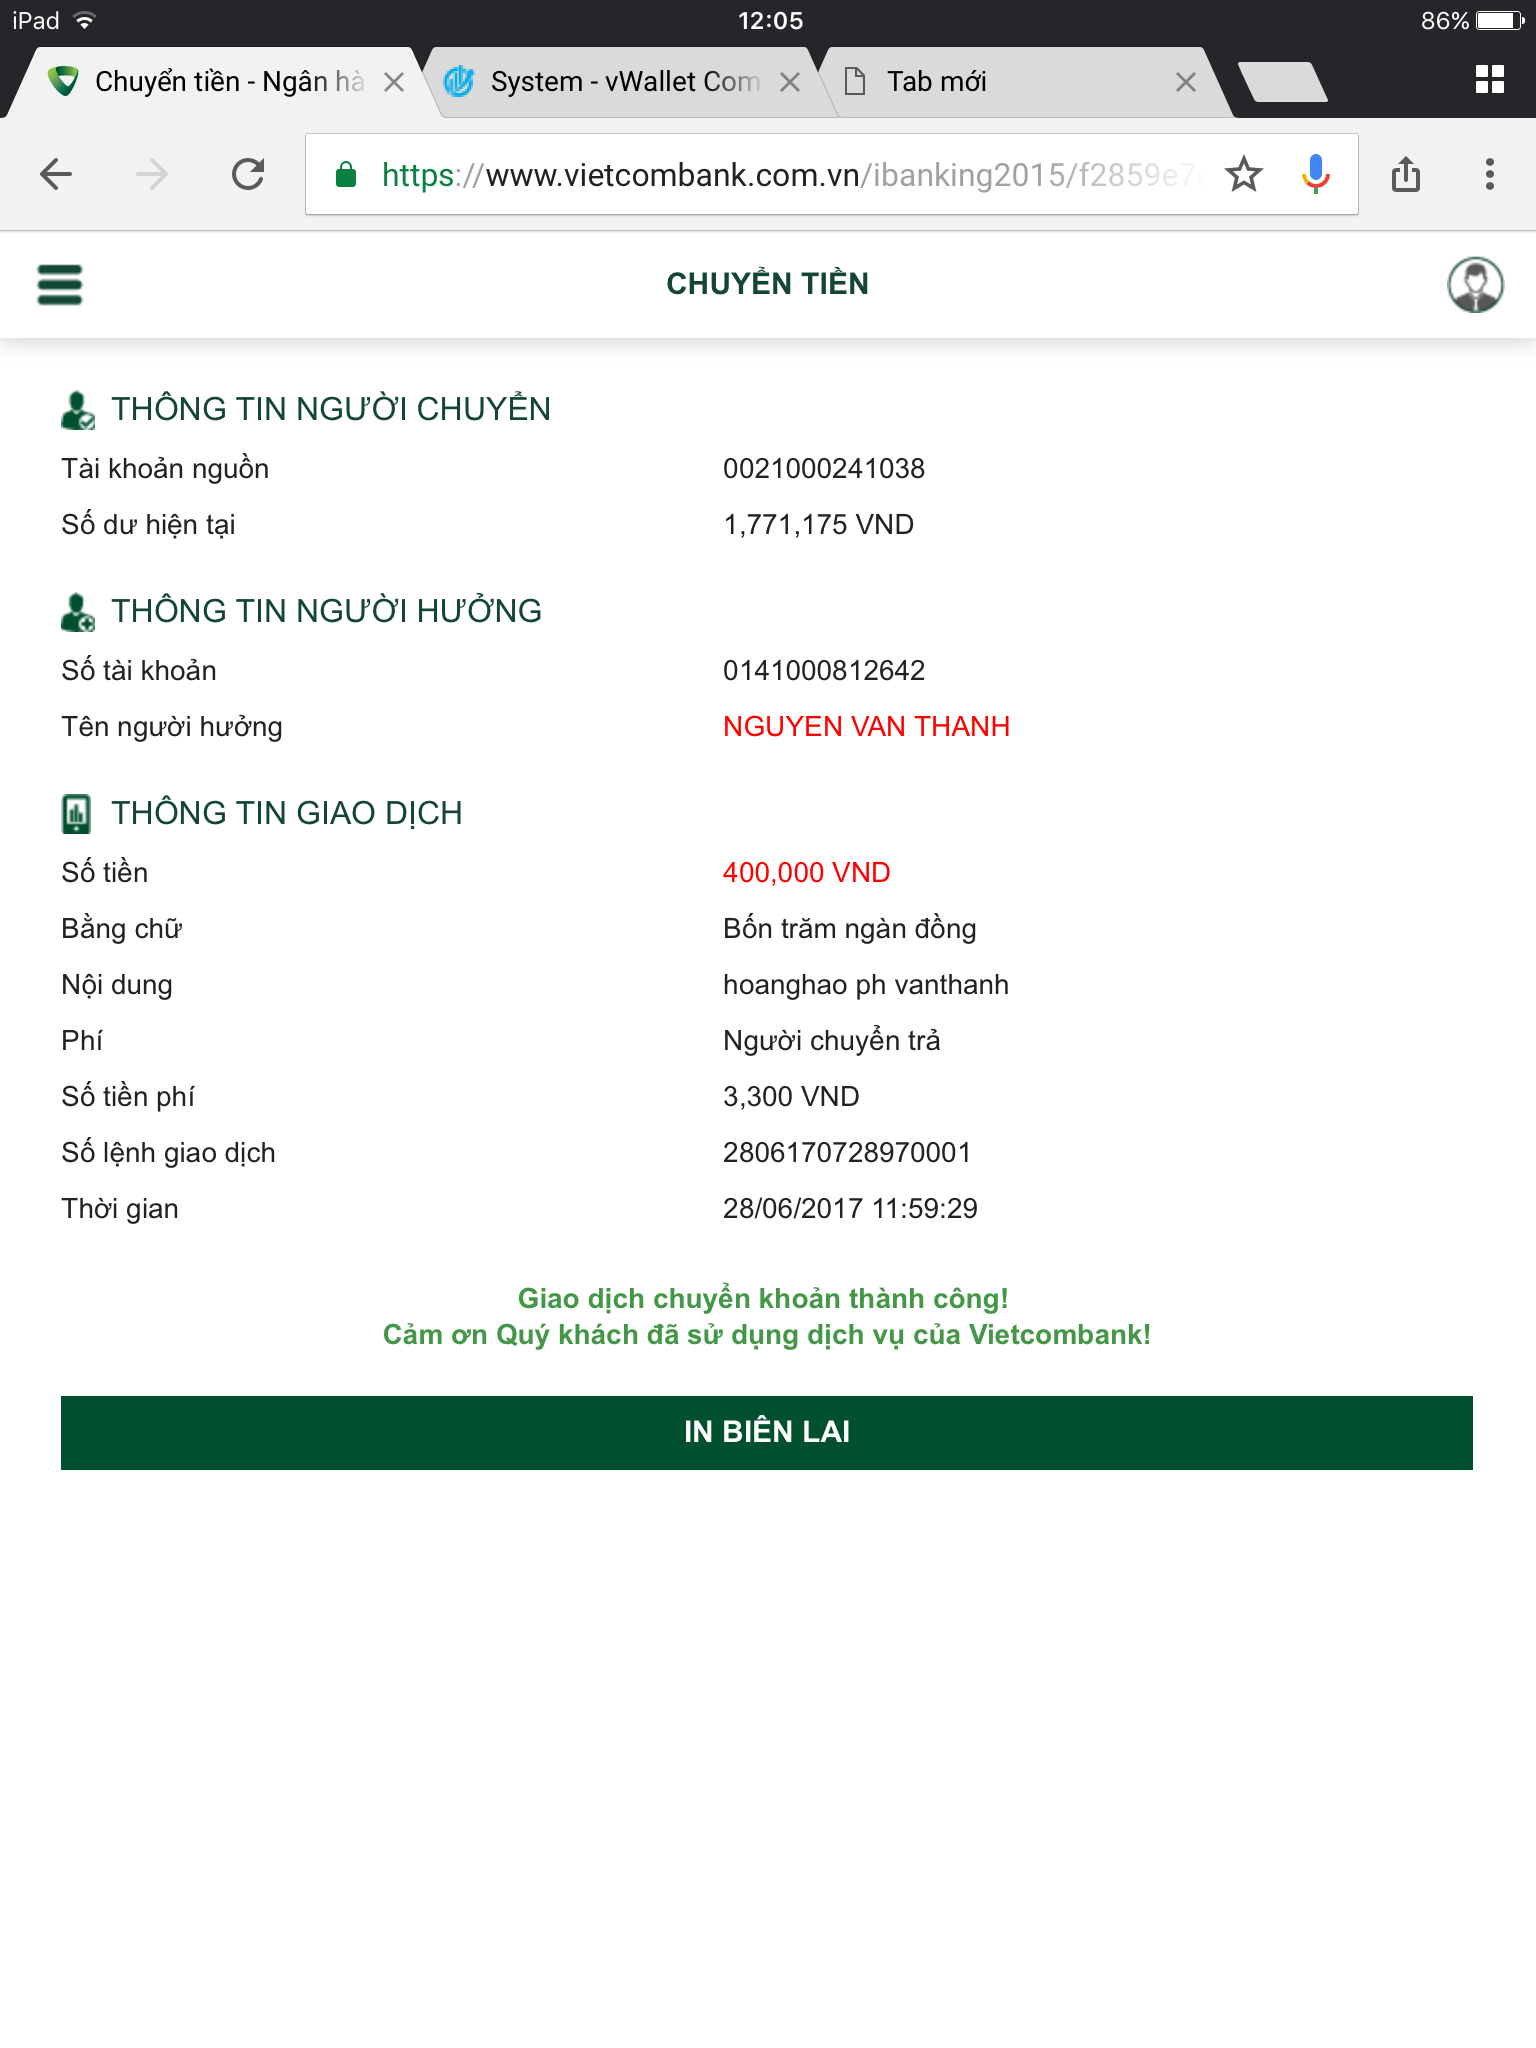 iPad 12:05 86%
Chuyển tiền - Ngân hà System - vWallet Com Tab mới
https://www.vietcombank.com.vn/ibanking2015/f2859e7
CHUYỂN TIỀN
THÔNG TIN NGƯỜI CHUYỂN
Tài khoản nguồn 0021000241038
Số dư hiện tại 1,771,175 VND
THÔNG TIN NGƯỜI HƯỞNG
Số tài khoản 0141000812642
Tên người hưởng NGUYEN VAN THANH
THÔNG TIN GIAO DỊCH
Số tiền 400,000 VND
Bằng chữ Bốn trăm ngàn đồng
Nội dung hoanghao ph vanthanh
Phí Người chuyển trả
Số tiền phí 3,300 VND
Số lệnh giao dịch 2806170728970001
Thời gian 28/06/2017 11:59:29
Giao dịch chuyển khoản thành công!
Cảm ơn Quý khách đã sử dụng dịch vụ của Vietcombank!
IN BIÊN LAI